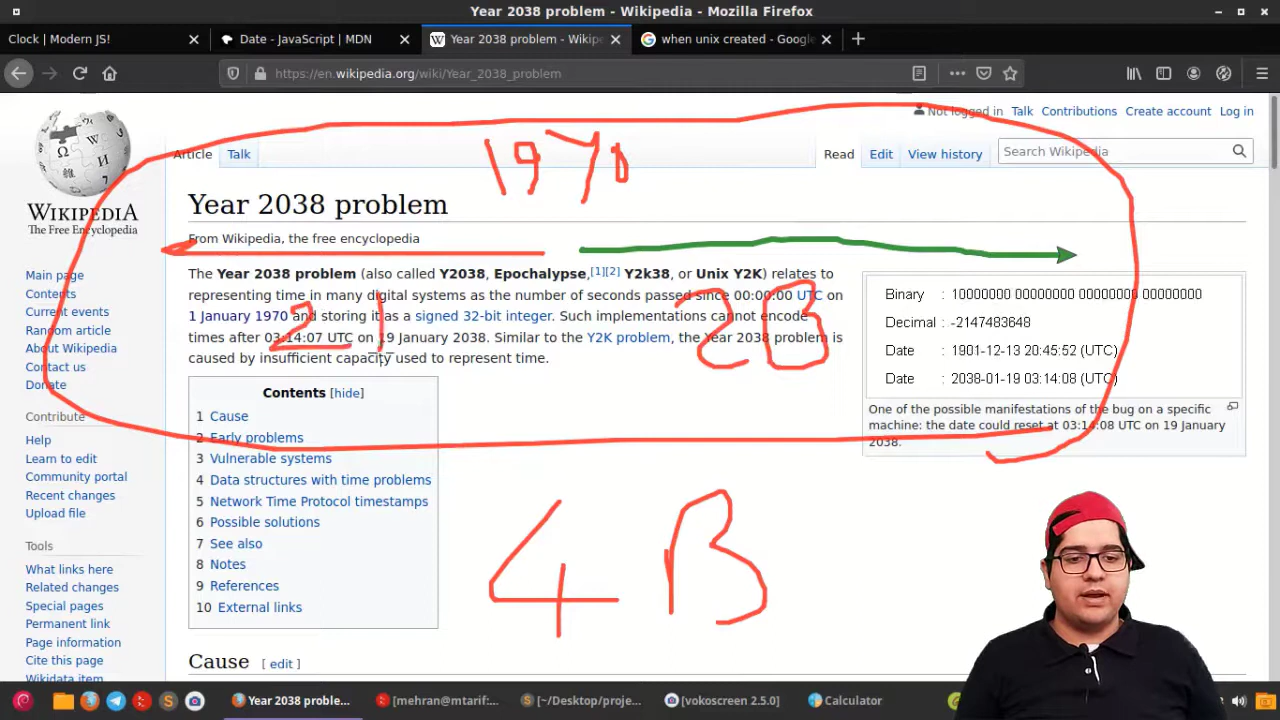 Year 2038 problem - Wikipedia - Mozilla Firefox
Clock | Modern JS!
Date - JavaScript | MDN
Year 2038 problem - Wikipe
when unix created - Google
https://en.wikipedia.org/wiki/Year_2038_problem
Not logged in Talk Contributions Create account Log in
Article Talk
Read Edit View history
Search Wikipedia
1970
WIKIPEDIA
The Free Encyclopedia
Main page
Contents
Current events
Random article
About Wikipedia
Contact us
Donate
Contribute
Help
Learn to edit
Community portal
Recent changes
Upload file
Tools
What links here
Related changes
Special pages
Permanent link
Page information
Cite this page
Wikidata item
Year 2038 problem
From Wikipedia, the free encyclopedia
The Year 2038 problem (also called Y2038, Epochalypse,[1][2] Y2k38, or Unix Y2K) relates to
representing time in many digital systems as the number of seconds passed since 00:00:00 UTC on
1 January 1970 and storing it as a signed 32-bit integer. Such implementations cannot encode
times after 03:14:07 UTC on 19 January 2038. Similar to the Y2K problem, the Year 2038 problem is
caused by insufficient capacity used to represent time.
2B
Binary : 10000000 00000000 00000000 00000000
Decimal : -2147483648
Date : 1901-12-13 20:45:52 (UTC)
Date : 2038-01-19 03:14:08 (UTC)
One of the possible manifestations of the bug on a specific
machine: the date could reset at 03:14:08 UTC on 19 January
2038.
Contents [hide]
1 Cause
2 Early problems
3 Vulnerable systems
4 Data structures with time problems
5 Network Time Protocol timestamps
6 Possible solutions
7 See also
8 Notes
9 References
10 External links
4 B
Cause [ edit ]
Year 2038 proble...
[mehran@mtarif:...
[~/Desktop/proje...
[vokoscreen 2.5.0]
Calculator